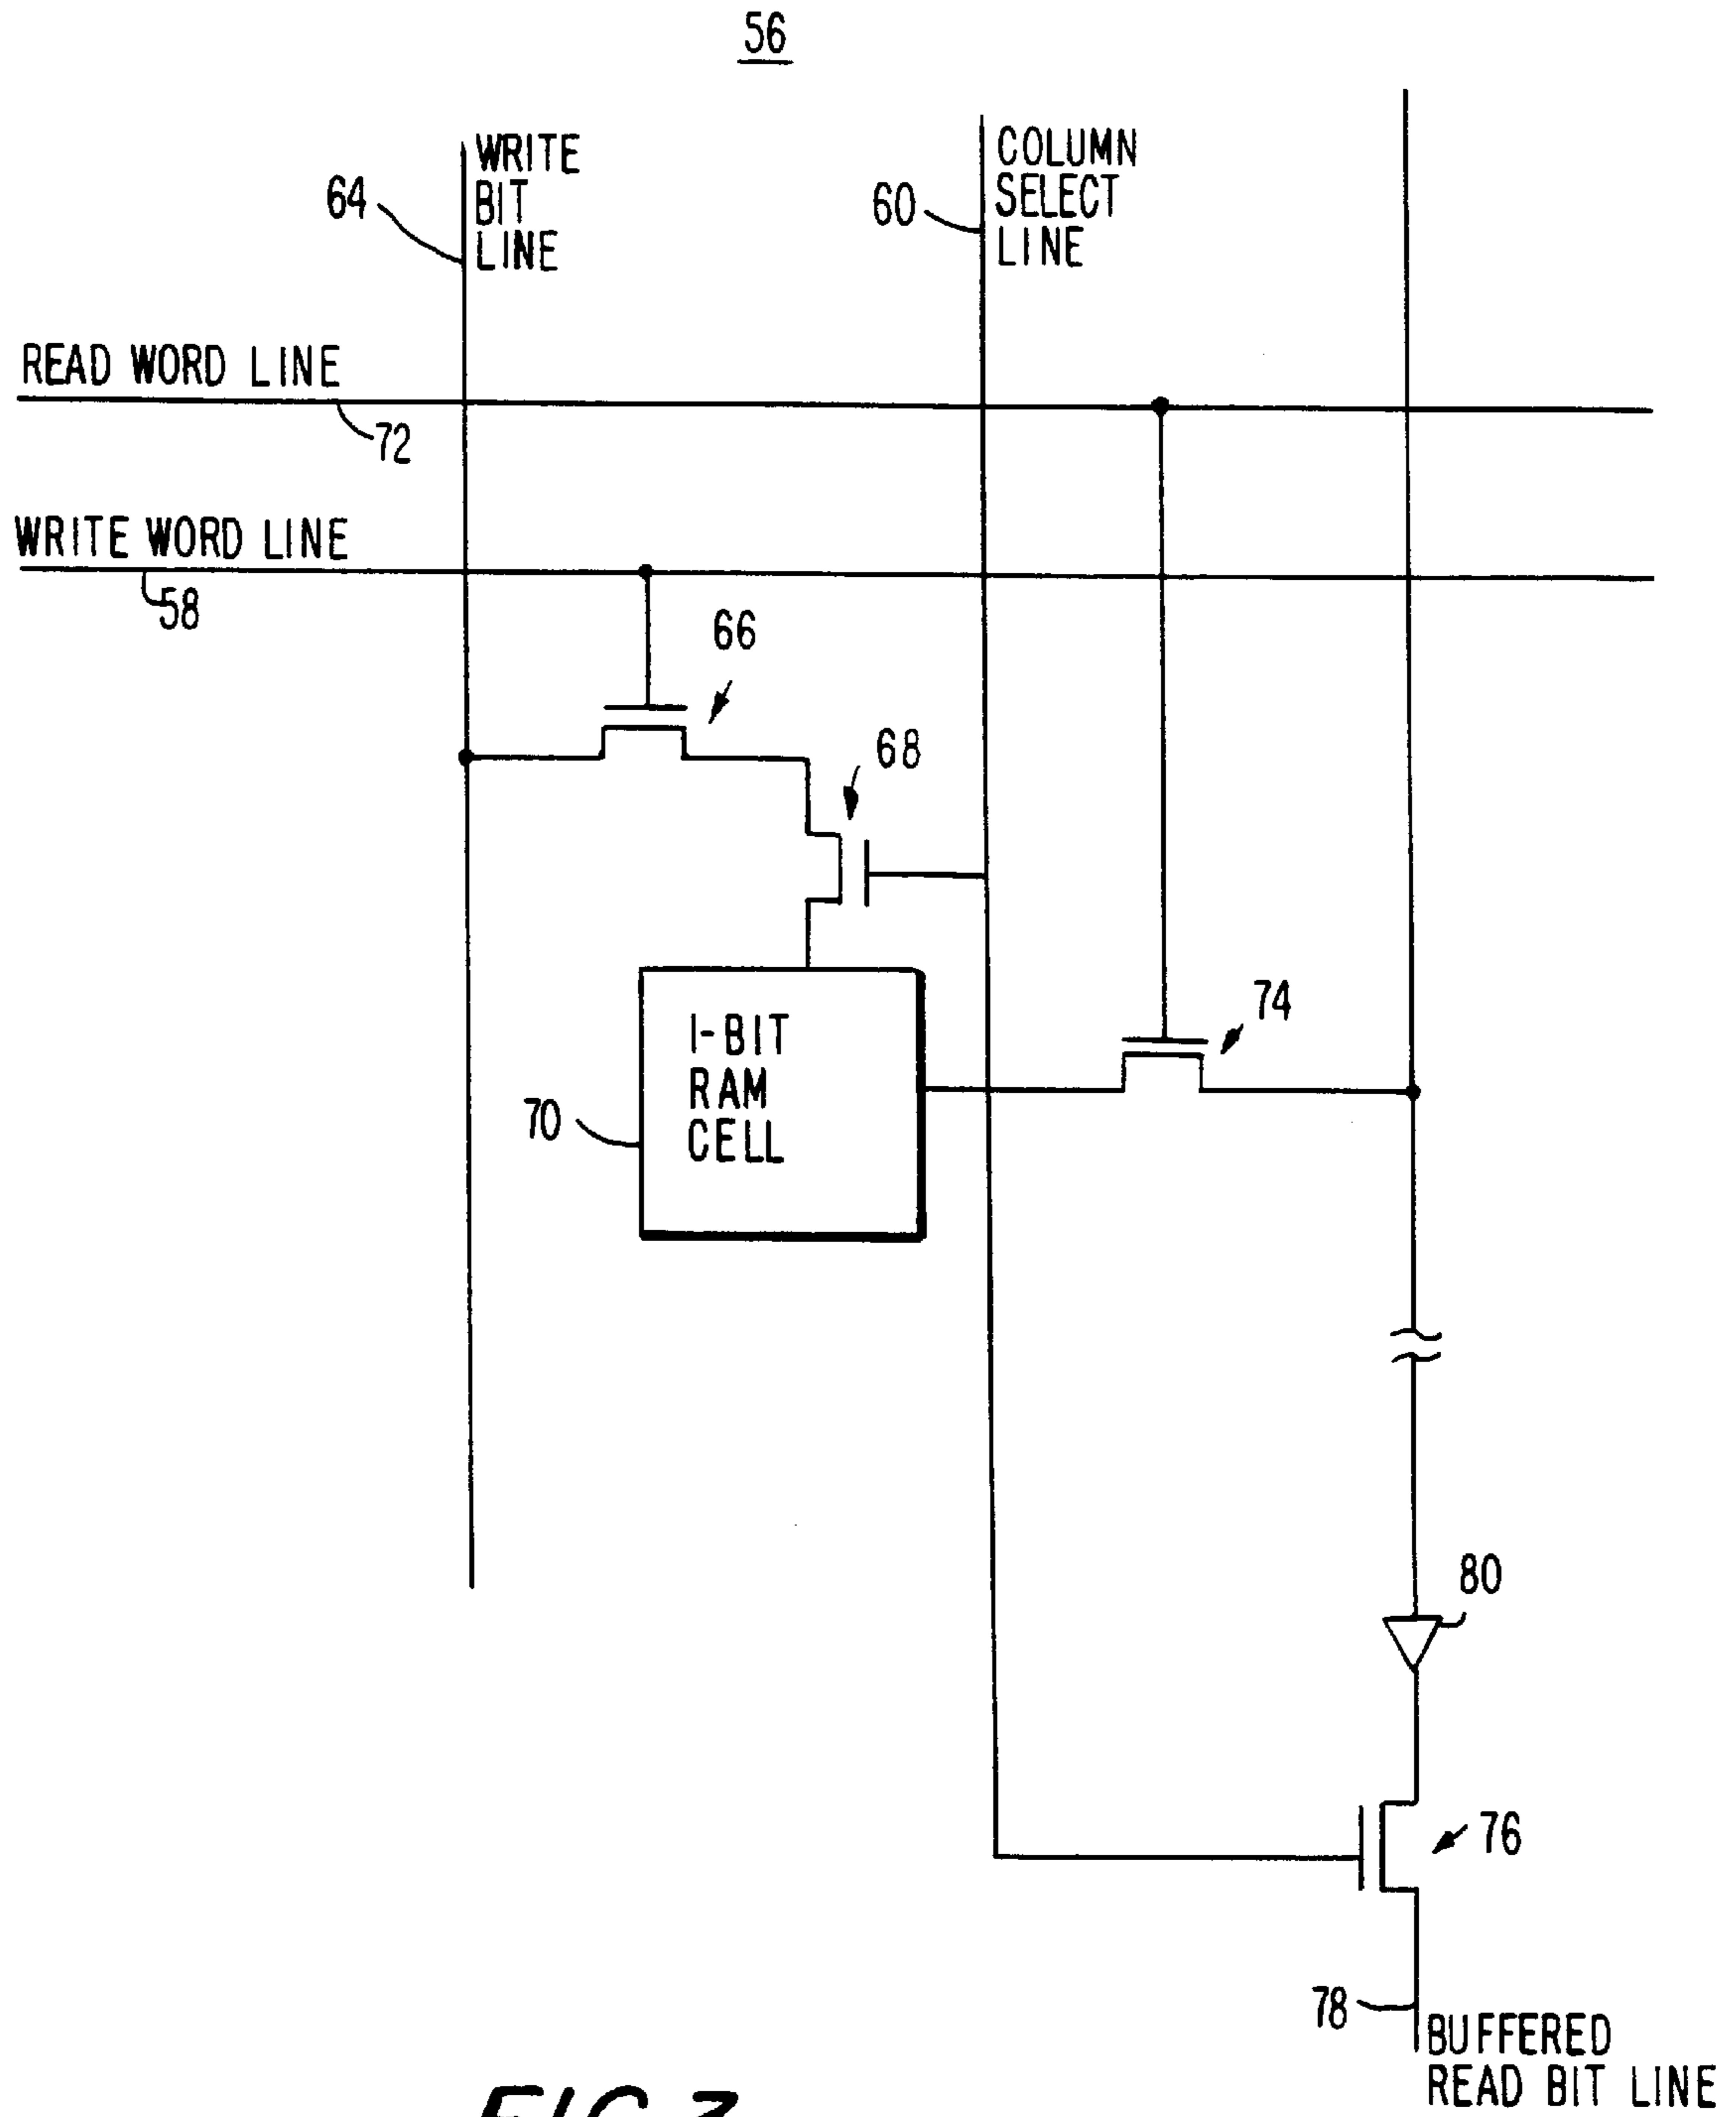 56
WRITE
BIT
LINE
64
COLUMN
SELECT
LINE
60
READ WORD LINE
72
WRITE WORD LINE
58
66
68
74
1-BIT
RAM
CELL
70
80
76
78
BUFFERED
READ BIT LINE